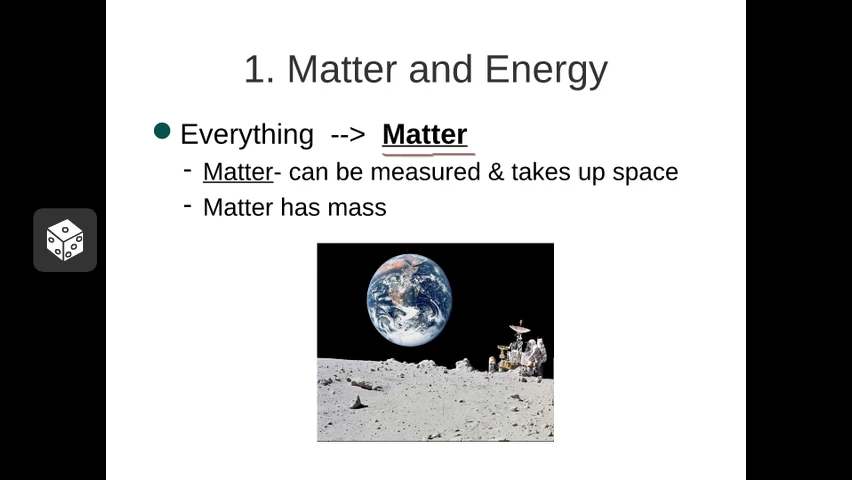 1. Matter and Energy
Everything --> Matter
- Matter- can be measured & takes up space
- Matter has mass